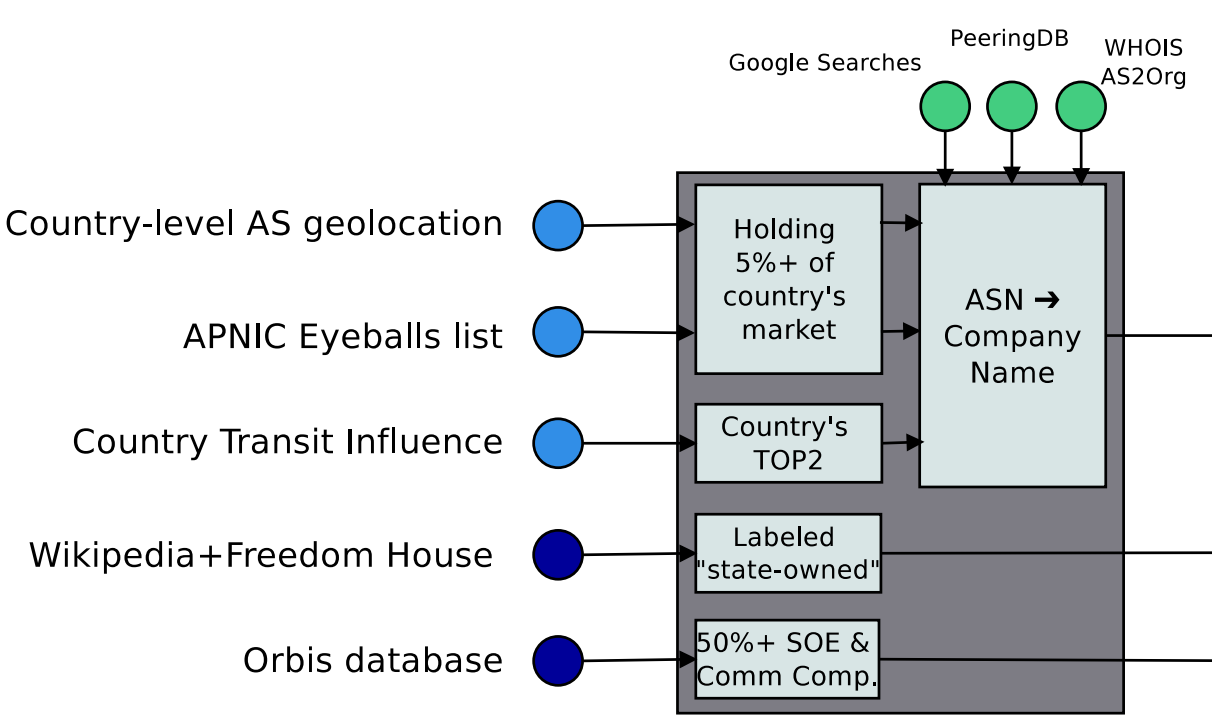 PeeringDB
Google Searches
WHOIS
AS2Org
Country-level AS geolocation
Holding
5%+ of
country's
market
ASN ➔
Company
Name
APNIC Eyeballs list
Country Transit Influence
Country's
TOP2
Wikipedia+Freedom House
Labeled
"state-owned"
Orbis database
50%+ SOE &
Comm Comp.